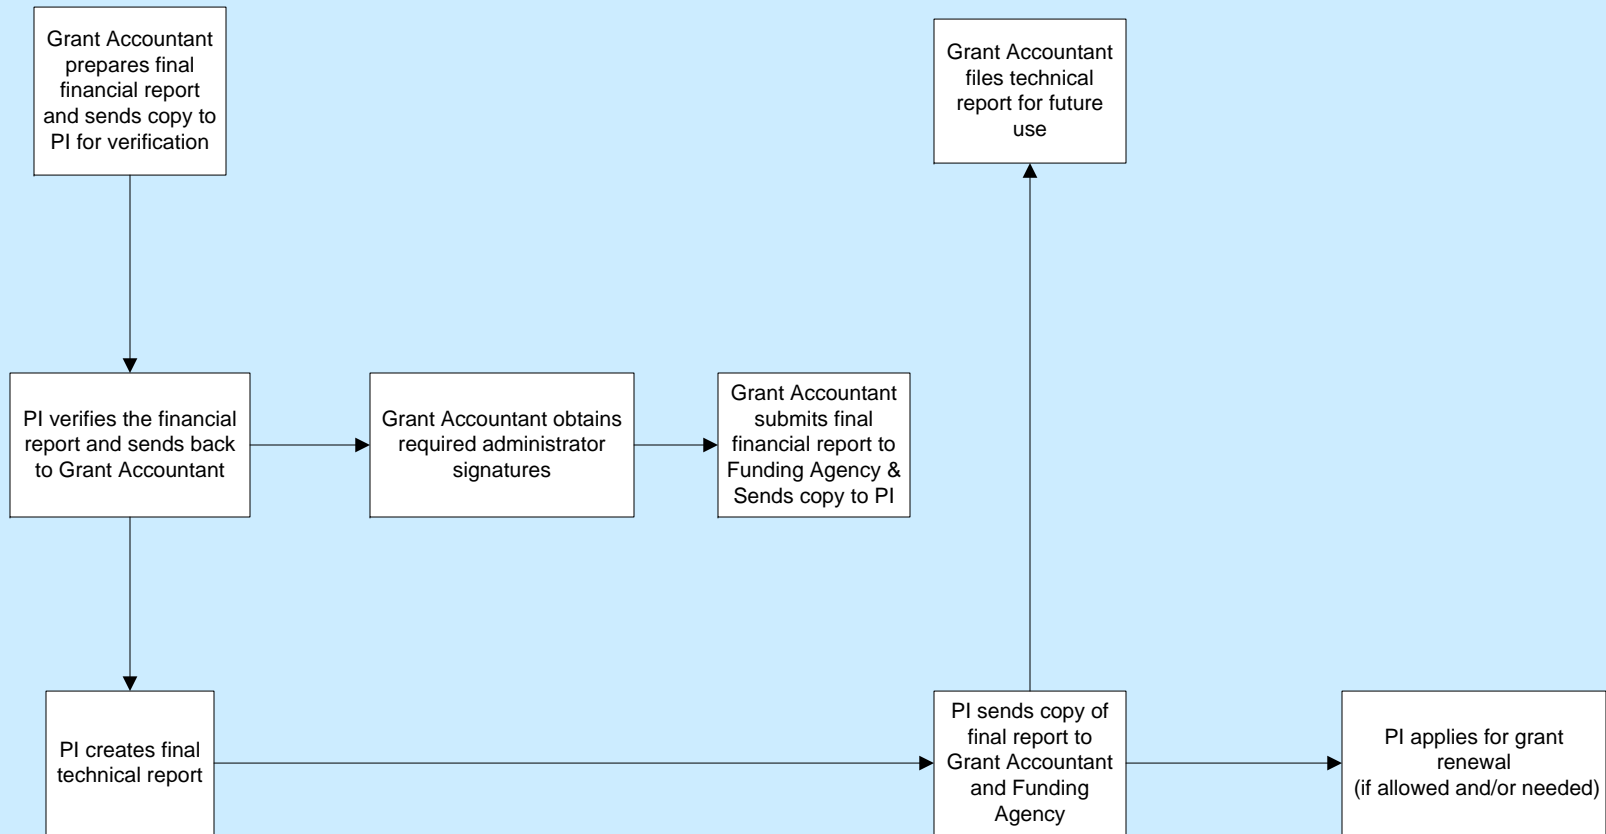 Grant Accountant
prepares final
financial report
and sends copy to
PI for verification
Grant Accountant
files technical
report for future
use
PI verifies the financial
report and sends back
to Grant Accountant
Grant Accountant obtains
required administrator
signatures
Grant Accountant
submits final
financial report to
Funding Agency &
Sends copy to PI
PI creates final
technical report
PI sends copy of
final report to
Grant Accountant
and Funding
Agency
PI applies for grant
renewal
(if allowed and/or needed)